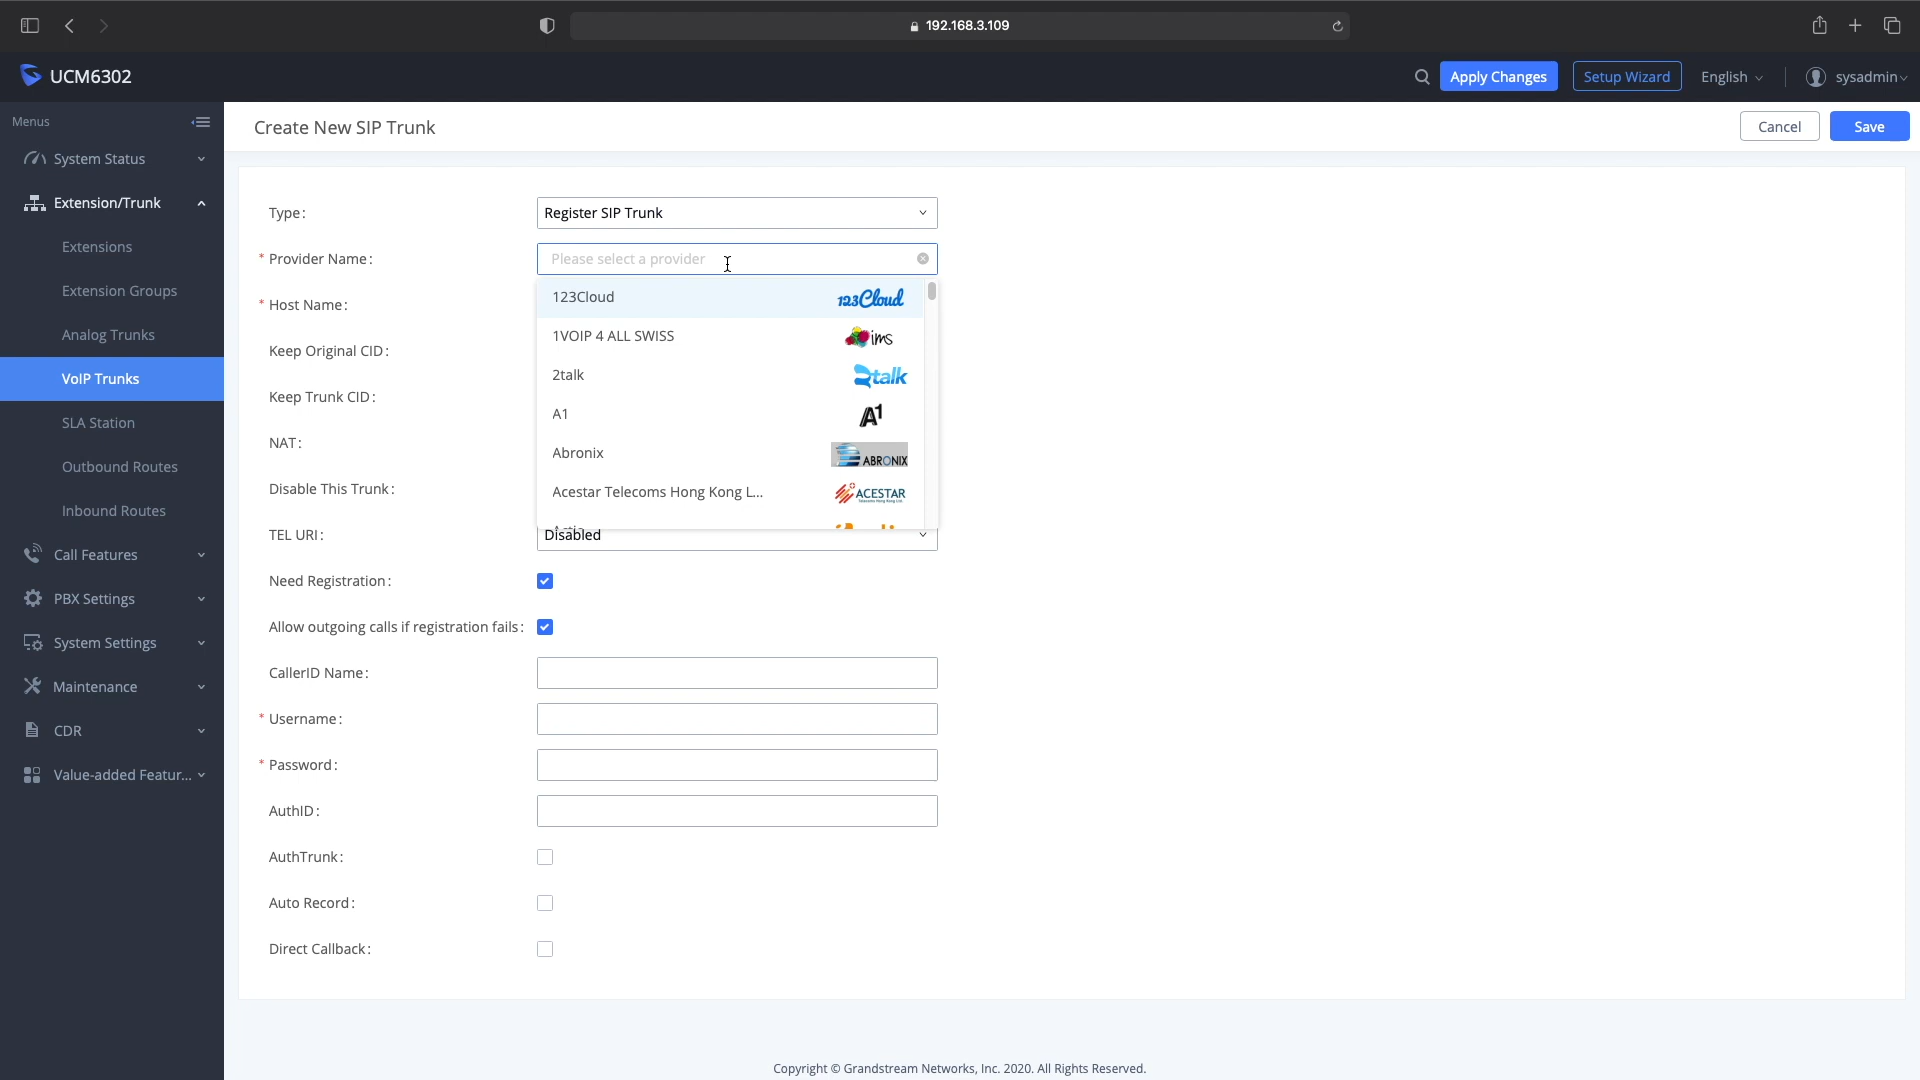 192.168.3.109
UCM6302
Apply Changes
Setup Wizard
English
sysadmin
Menus
System Status
Extension/Trunk
Extensions
Extension Groups
Analog Trunks
VoIP Trunks
SLA Station
Outbound Routes
Inbound Routes
Call Features
PBX Settings
System Settings
Maintenance
CDR
Value-added Featur...
Create New SIP Trunk
Cancel
Save
Type:
Register SIP Trunk
* Provider Name:
Please select a provider
123Cloud
123Cloud
1VOIP 4 ALL SWISS
ims
2talk
2talk
A1
A1
Abronix
ABRONIX
Acestar Telecoms Hong Kong L...
ACESTAR
* Host Name:
Keep Original CID:
Keep Trunk CID:
NAT:
Disable This Trunk:
TEL URI:
Disabled
Need Registration:
Allow outgoing calls if registration fails:
CallerID Name:
* Username:
* Password:
AuthID:
AuthTrunk:
Auto Record:
Direct Callback:
Copyright © Grandstream Networks, Inc. 2020. All Rights Reserved.